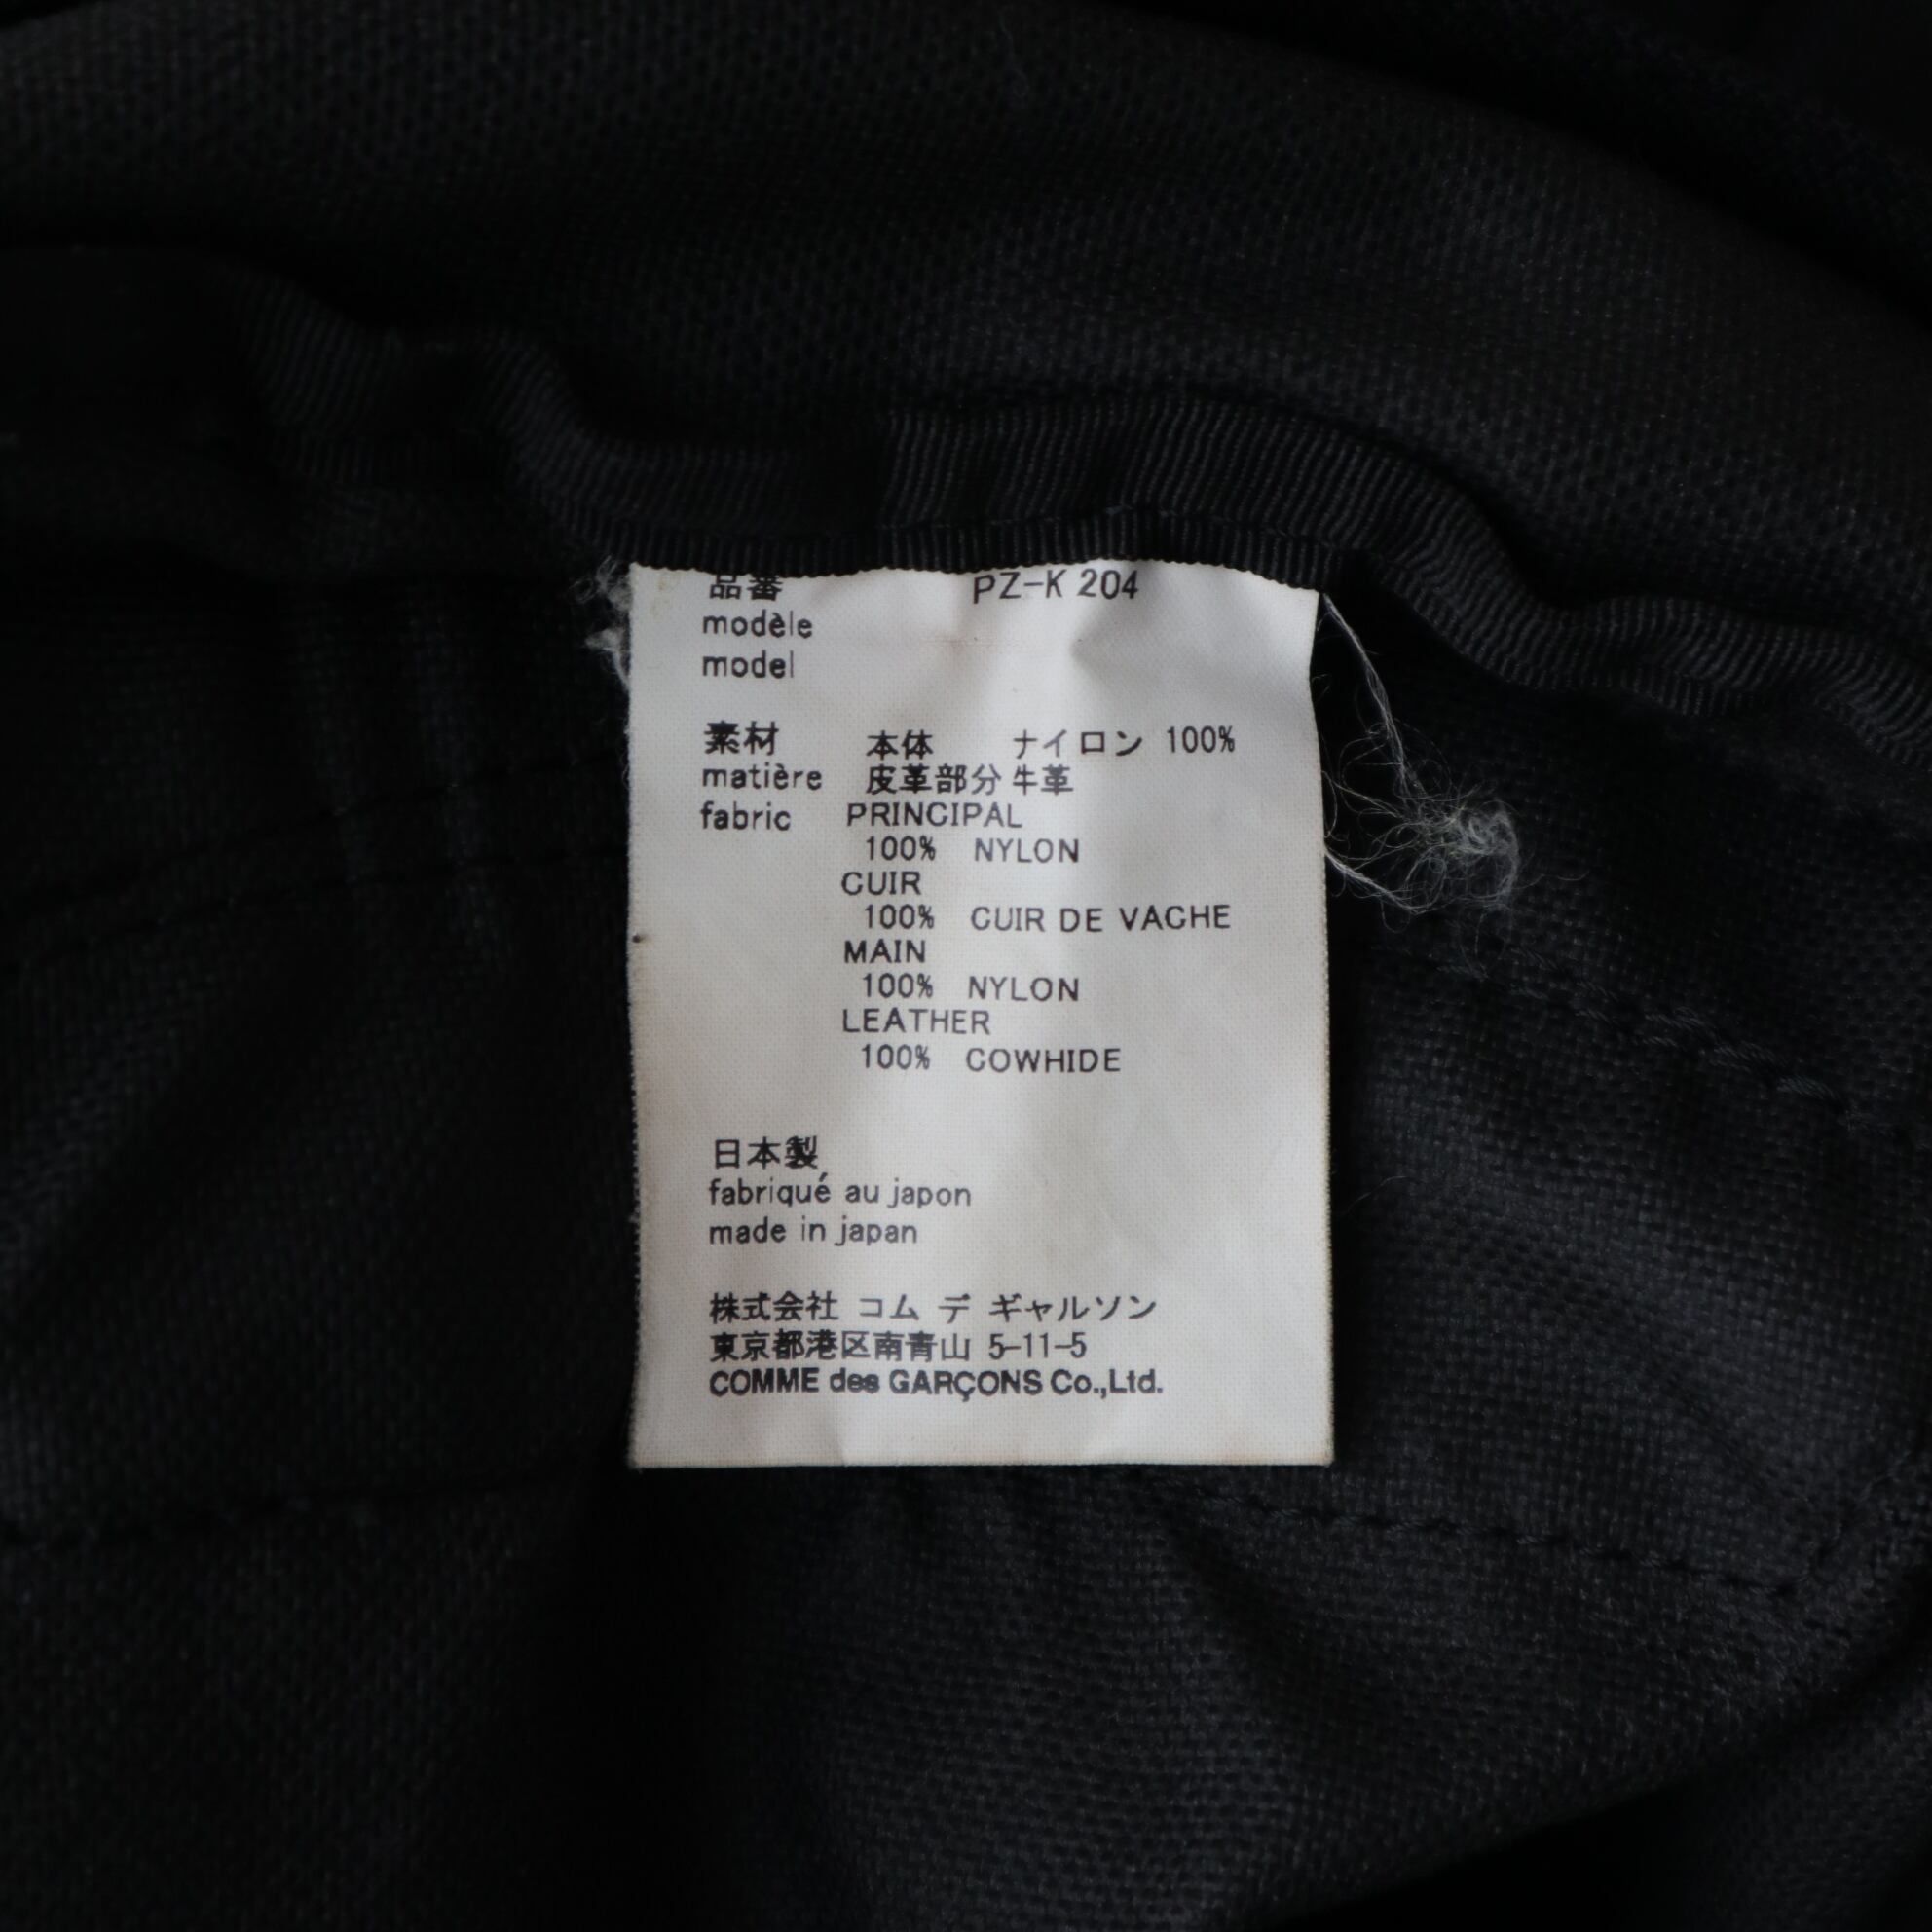 品番 PZ-K 204
modèle
model
素材 本体 ナイロン 100%
matière 皮革部分 牛革
fabric PRINCIPAL
100% NYLON
CUIR
100% CUIR DE VACHE
MAIN
100% NYLON
LEATHER
100% COWHIDE
日本製
fabriqué au japon
made in japan
株式会社 コム デ ギャルソン
東京都港区南青山 5-11-5
COMME des GARÇONS Co.,Ltd.